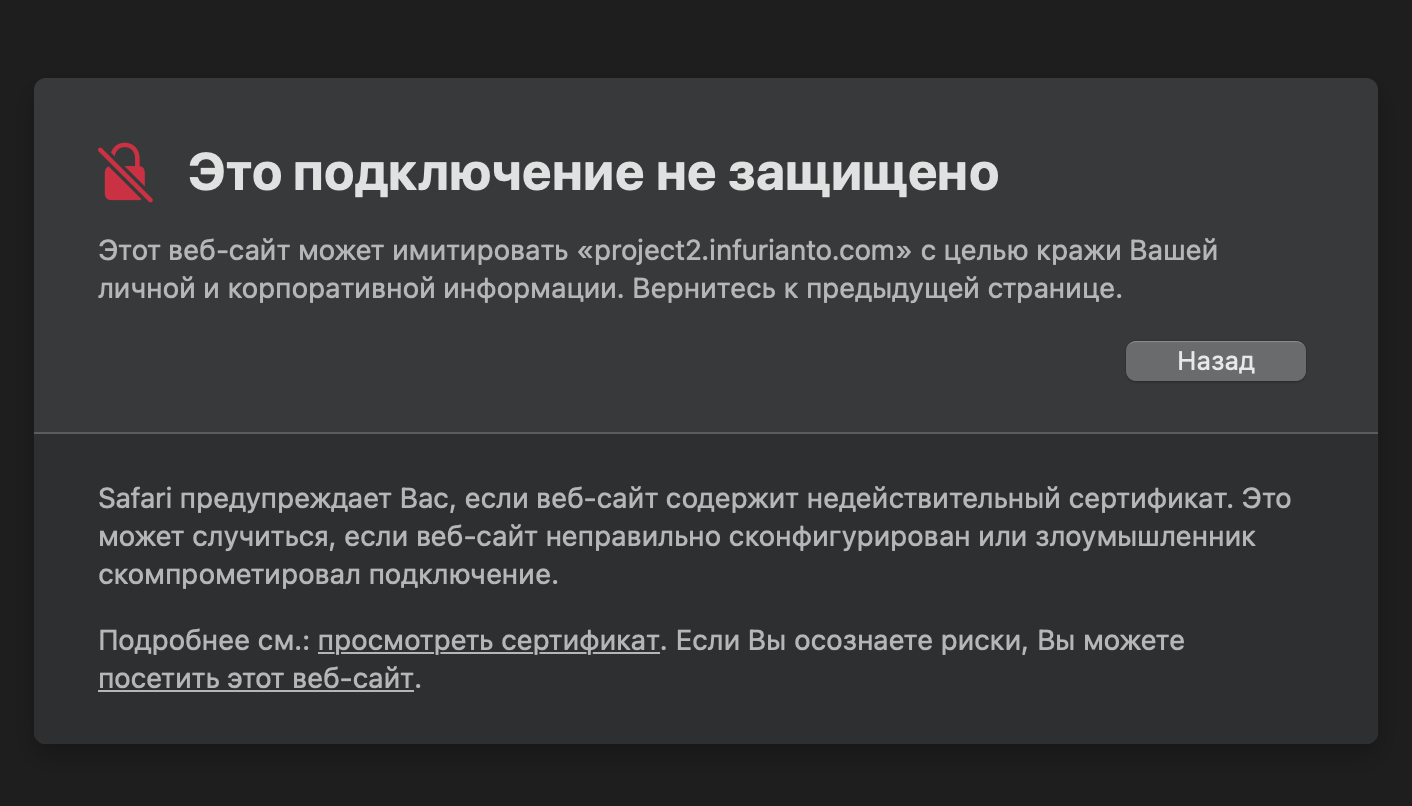 Это подключение не защищено
Этот веб-сайт может имитировать «project2.infurianto.com» с целью кражи Вашей
личной и корпоративной информации. Вернитесь к предыдущей странице.
Назад
Safari предупреждает Вас, если веб-сайт содержит недействительный сертификат. Это
может случиться, если веб-сайт неправильно сконфигурирован или злоумышленник
скомпрометировал подключение.
Подробнее см.: просмотреть сертификат. Если Вы осознаете риски, Вы можете
посетить этот веб-сайт.